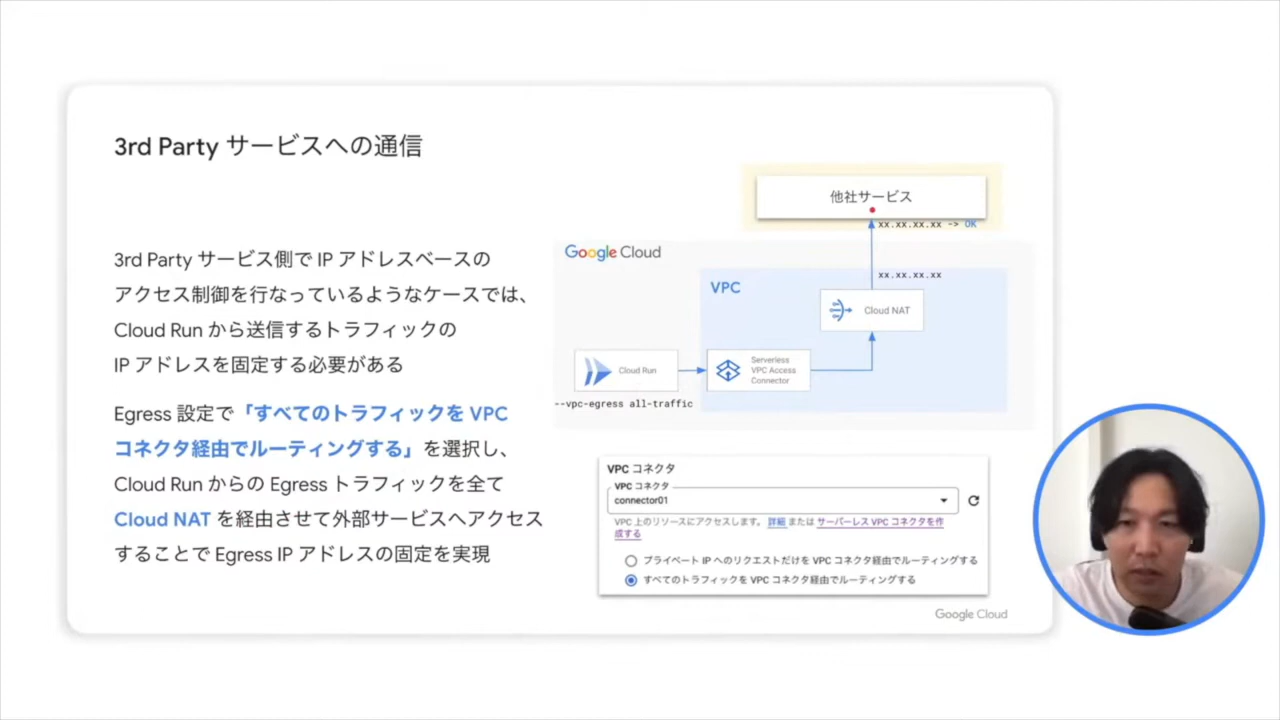 3rd Party サービスへの通信
3rd Party サービス側で IP アドレスベースの
アクセス制御を行なっているようなケースでは、
Cloud Run から送信するトラフィックの
IP アドレスを固定する必要がある
Egress 設定で「すべてのトラフィックを VPC
コネクタ経由でルーティングする」を選択し、
Cloud Run からの Egress トラフィックを全て
Cloud NAT を経由させて外部サービスへアクセス
することで Egress IP アドレスの固定を実現
他社サービス
xx.xx.xx.xx -> OK
Google Cloud
xx.xx.xx.xx
VPC
Cloud NAT
Cloud Run
Serverless
VPC Access
Connector
--vpc-egress all-traffic
VPC コネクタ
VPC コネクタ
connector01
VPC 上のリソースにアクセスします。詳細 または サーバーレス VPC コネクタを作
成する
プライベート IP へのリクエストだけを VPC コネクタ経由でルーティングする
すべてのトラフィックを VPC コネクタ経由でルーティングする
Google Cloud